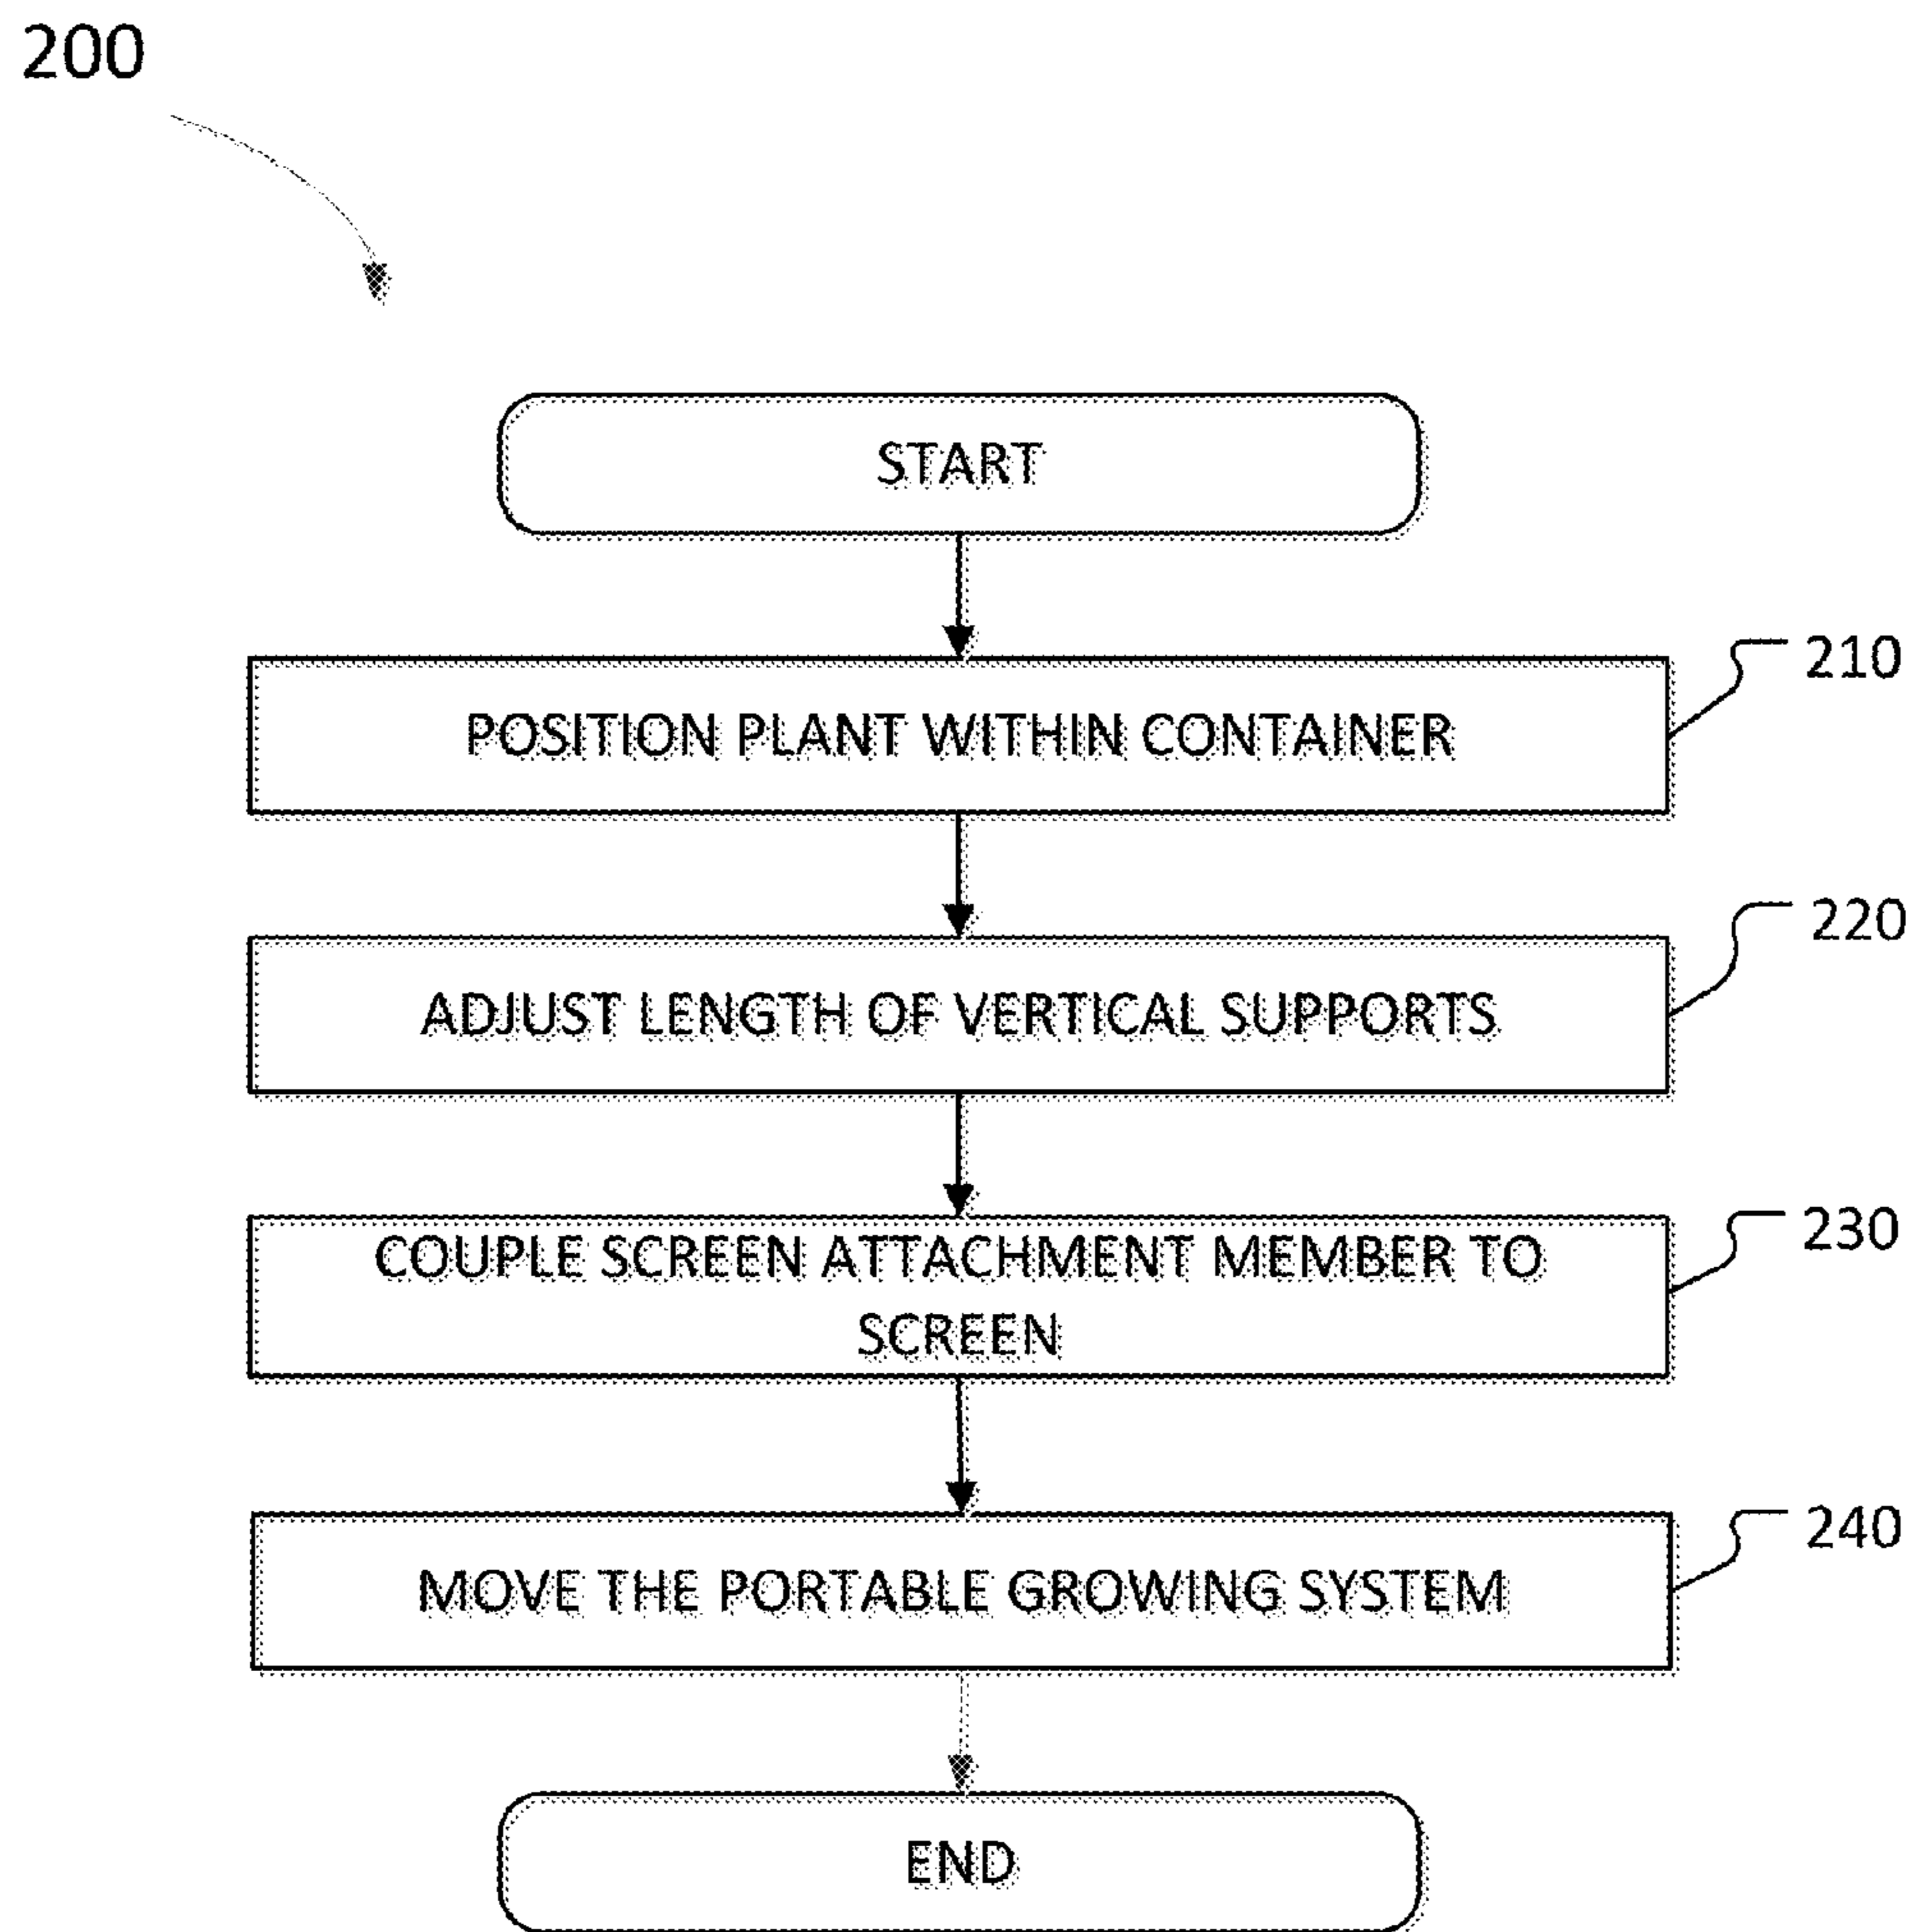 200
START
POSITION PLANT WITHIN CONTAINER
210
ADJUST LENGTH OF VERTICAL SUPPORTS
220
COUPLE SCREEN ATTACHMENT MEMBER TO
SCREEN
230
MOVE THE PORTABLE GROWING SYSTEM
240
END